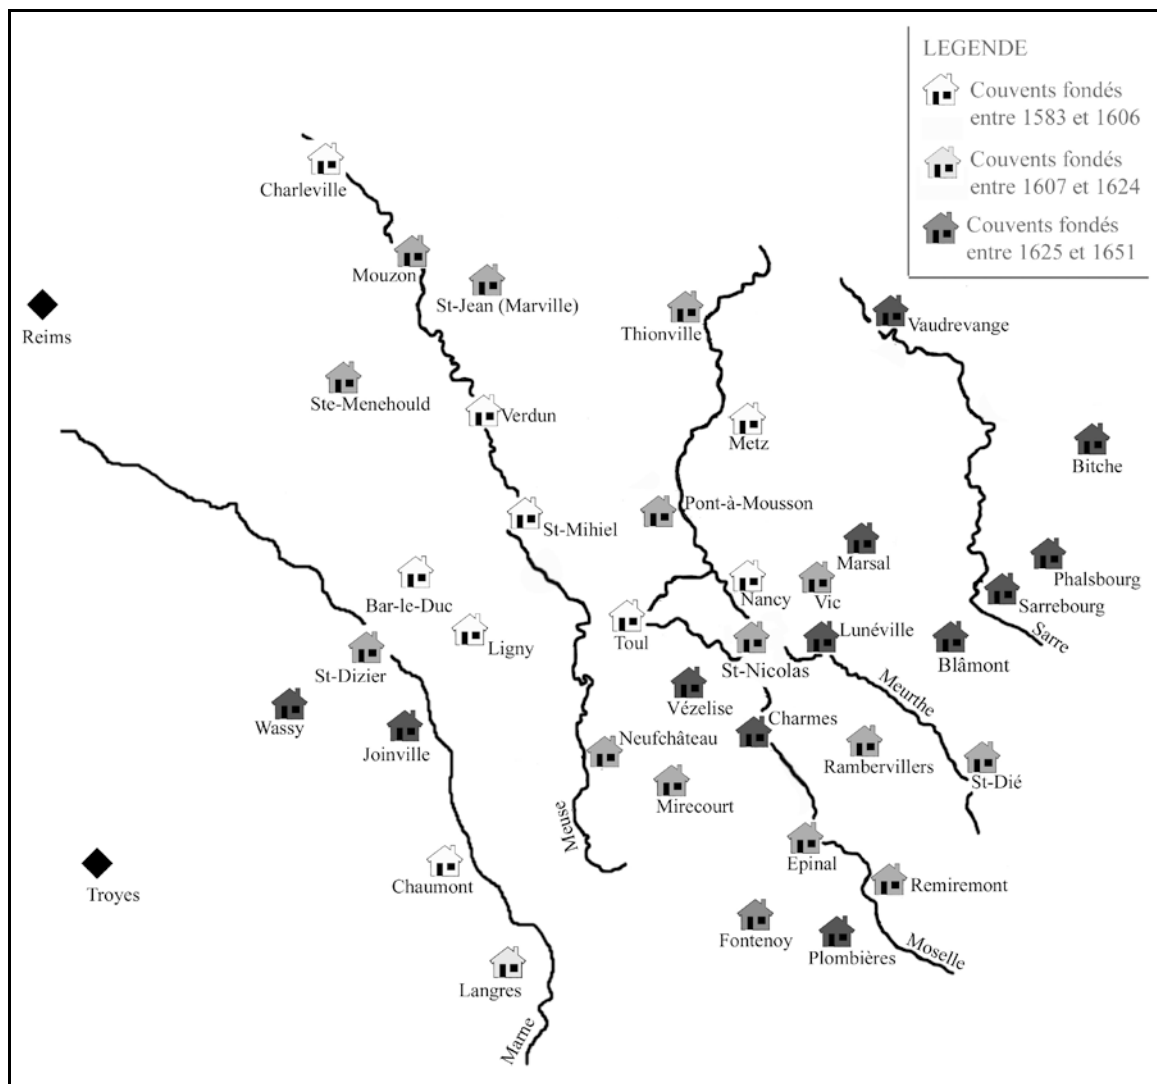 LEGENDE
Couvents fondés
entre 1583 et 1606
Couvents fondés
entre 1607 et 1624
Couvents fondés
entre 1625 et 1651
Charleville
Mouzon
St-Jean (Marville)
Reims
Thionville
Vaudrevange
Ste-Menehould
Verdun
Metz
Bitche
Pont-à-Mousson
St-Mihiel
Marsal
Phalsbourg
Bar-le-Duc
Nancy
Vic
Sarrebourg
Ligny
Toul
Lunéville
Sarre
St-Dizier
St-Nicolas
Blâmont
Vézelise
Meurthe
Wassy
Joinville
Charmes
Neufchâteau
Rambervillers
St-Dié
Mirecourt
Meuse
Epinal
Troyes
Chaumont
Remiremont
Fontenoy
Plombières
Moselle
Langres
Marne